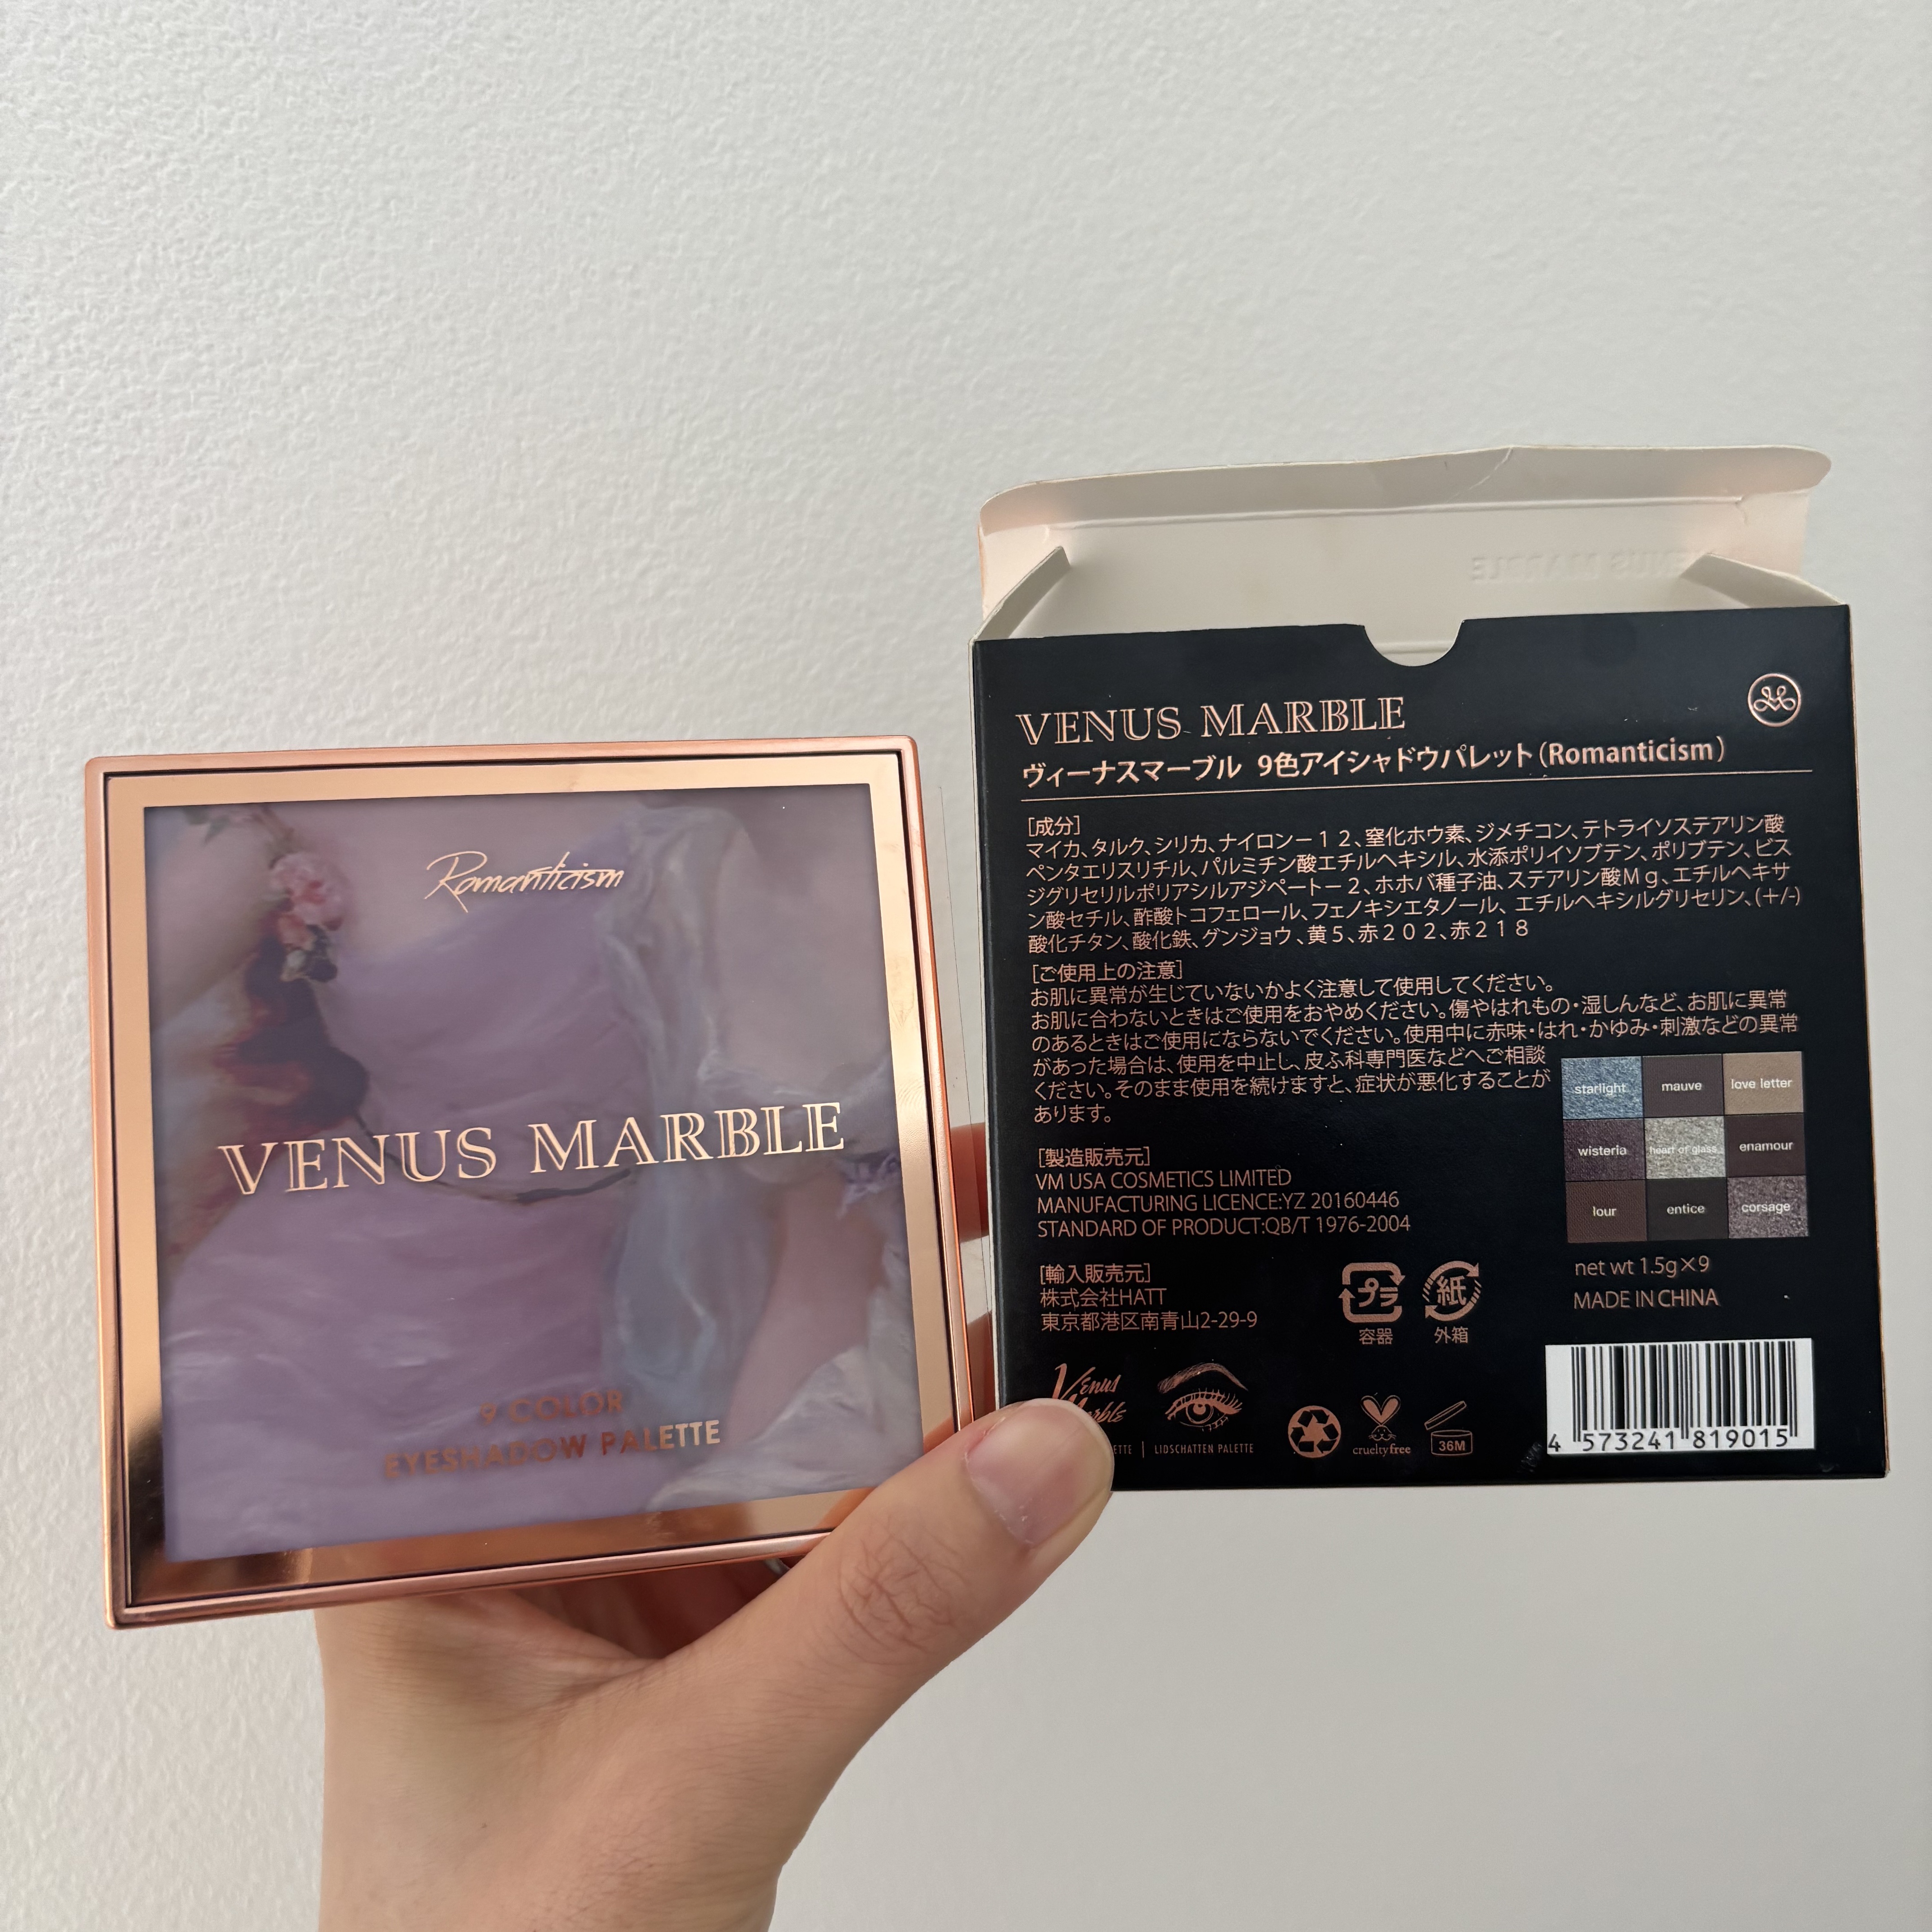 Romanticism
VENUS MARBLE
9 COLOR
EYESHADOW PALETTE
VENUS MARBLE
ヴィーナスマーブル 9色アイシャドウパレット(Romanticism)
[成分]
マイカ、タルク、シリカ、ナイロンー12、窒化ホウ素、ジメチコン、テトライソステアリン酸
ペンタエリスリチル、パルミチン酸エチルヘキシル、水添ポリイソブテン、ポリブテン、ビス
ジグリセリルポリアシルアジペートー2、ホホバ種子油、ステアリン酸Mg、エチルヘキサ
ン酸セチル、酢酸トコフェロール、フェノキシエタノール、エチルヘキシルグリセリン、(+/-)
酸化チタン、酸化鉄、グンジョウ、黄5、赤202、赤218
[ご使用上の注意]
お肌に異常が生じていないかよく注意して使用してください。
お肌に合わないときはご使用をおやめください。傷やはれもの・湿しんなど、お肌に異常
のあるときはご使用にならないでください。使用中に赤味・はれ・かゆみ・刺激などの異常
があった場合は、使用を中止し、皮ふ科専門医などへご相談
ください。そのまま使用を続けますと、症状が悪化することが
あります。
starlight mauve love letter
wisteria heart of glass enamour
lour entice corsage
[製造販売元]
VM USA COSMETICS LIMITED
MANUFACTURING LICENCE:YZ 20160446
STANDARD OF PRODUCT:QB/T 1976-2004
[輸入販売元]
株式会社HATT
東京都港区南青山2-29-9
プラ 紙
容器 外箱
net wt 1.5g×9
MADE IN CHINA
Venus
Marble
LIDSCHATTEN PALETTE
cruelty free
36M
4 573241 819015